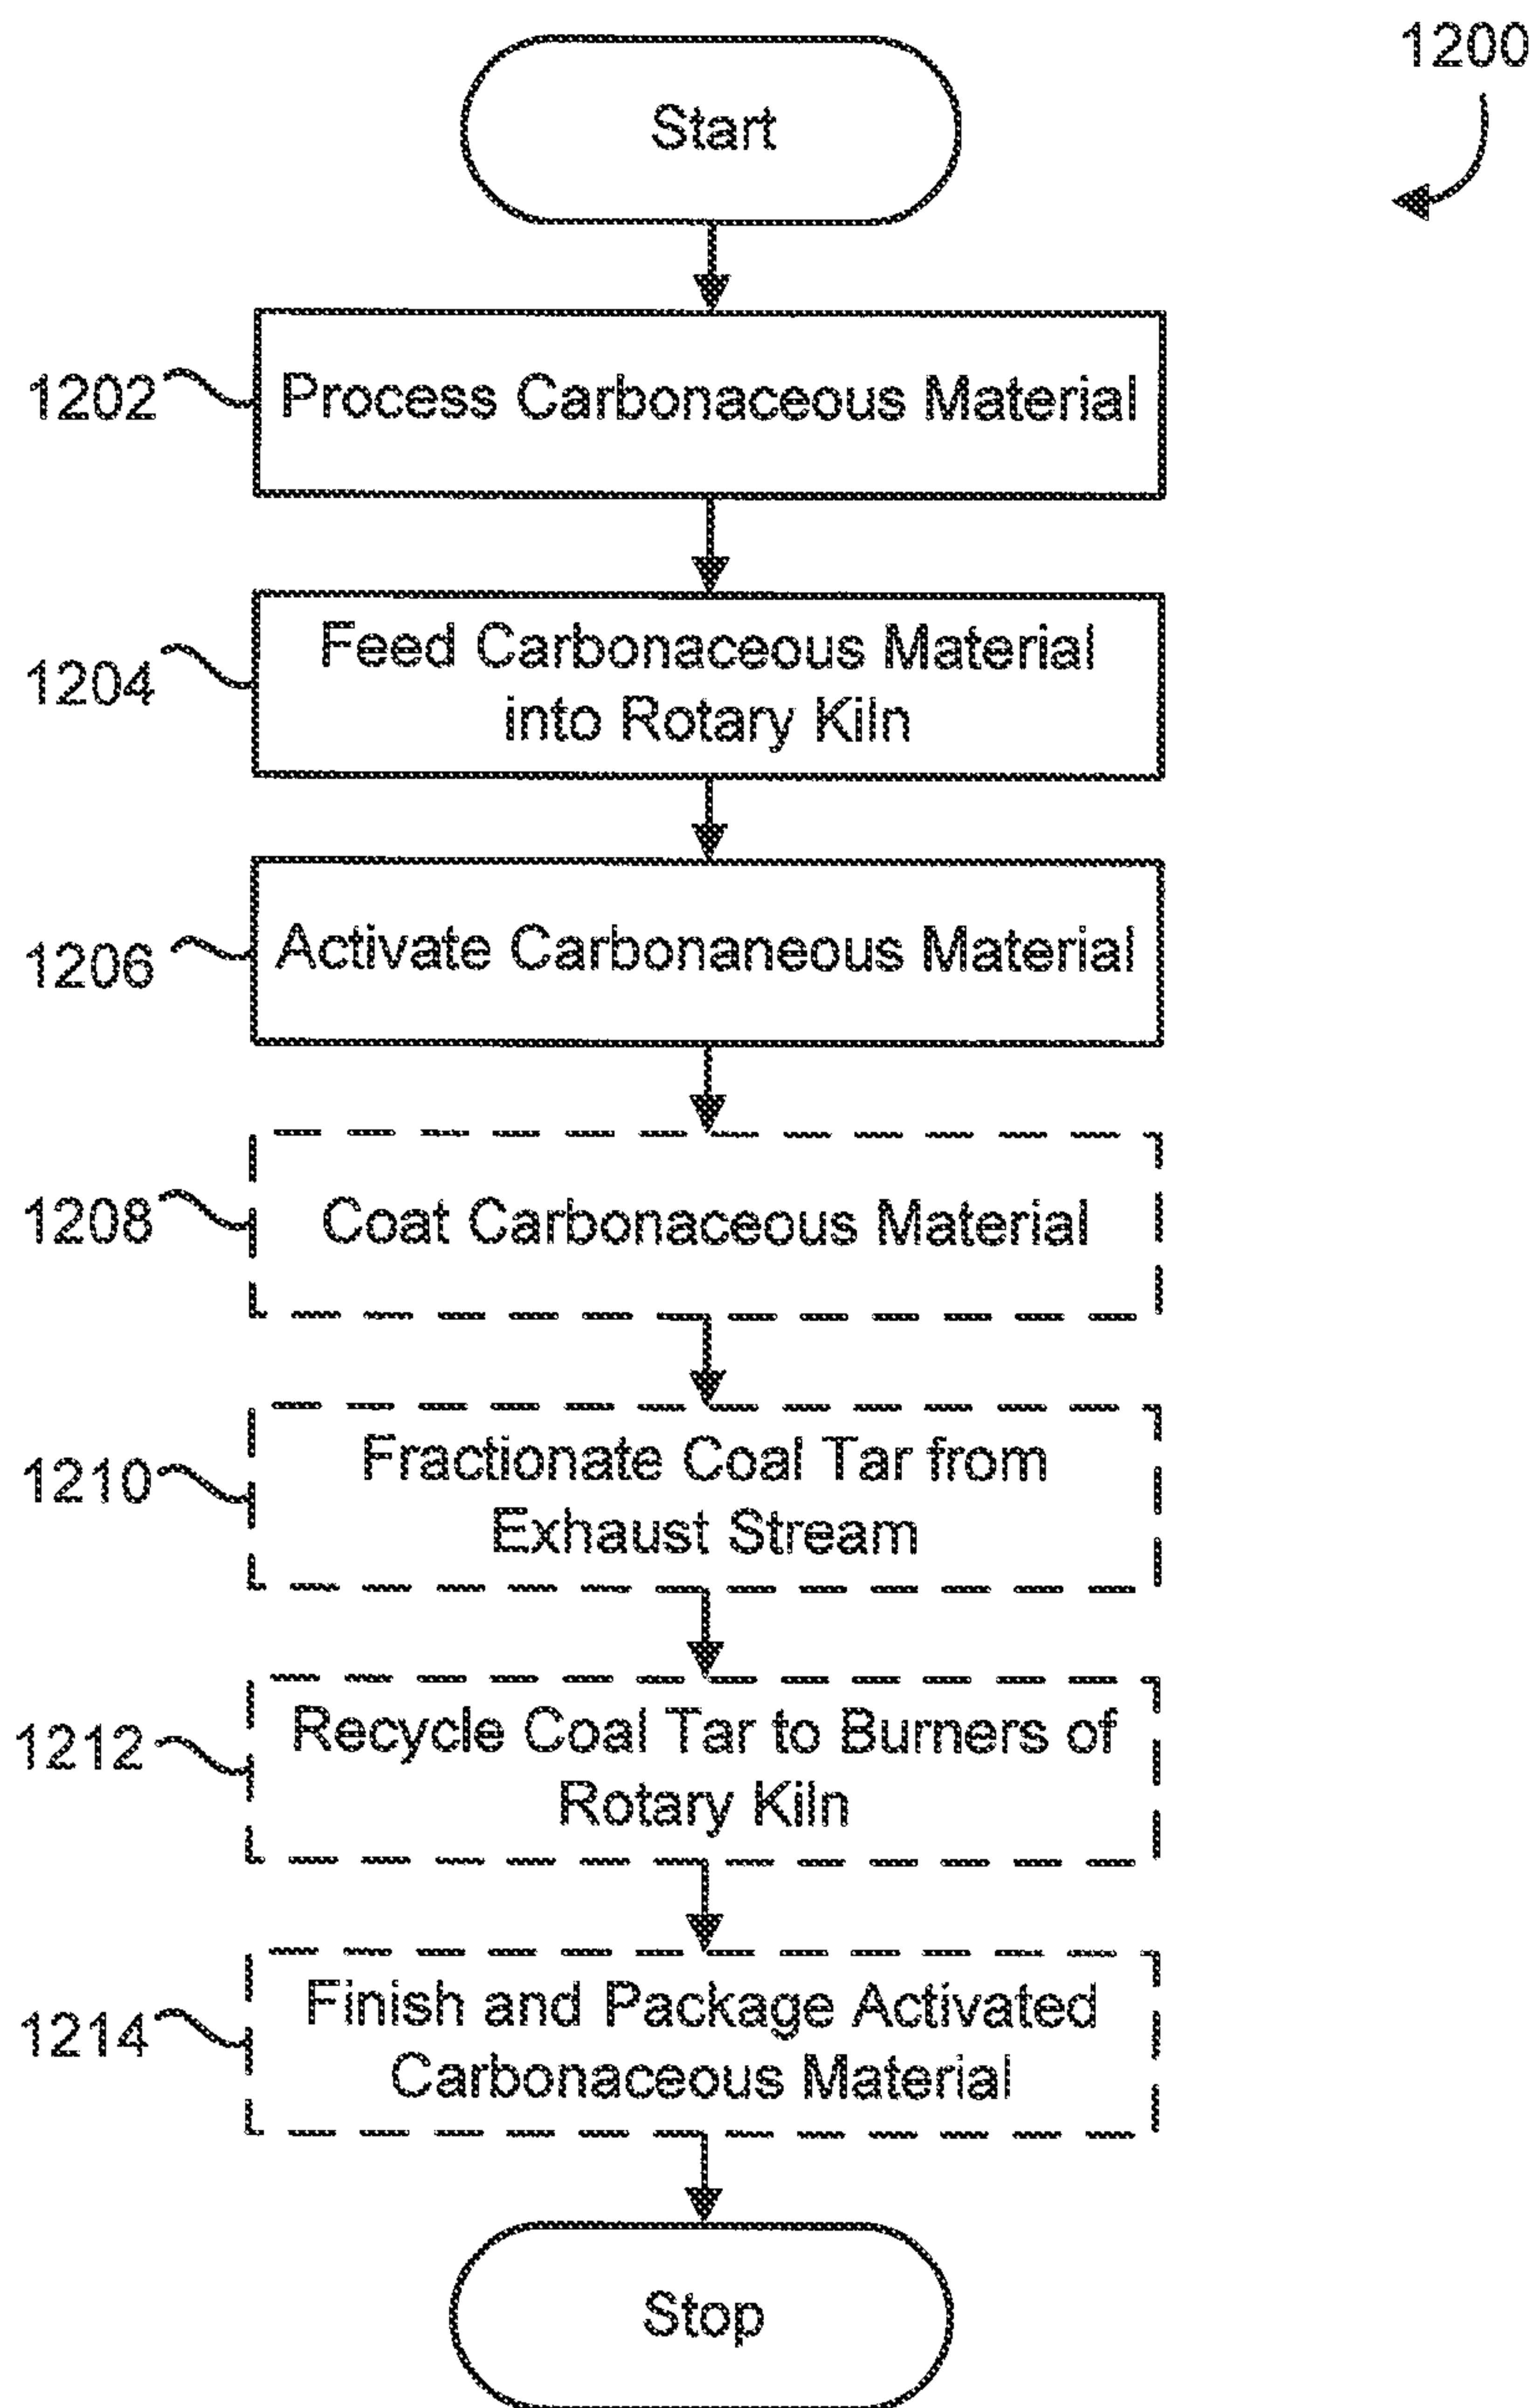 1200
Start
1202
Process Carbonaceous Material
1204
Feed Carbonaceous Material
into Rotary Kiln
1206
Activate Carbonaneous Material
1208
Coat Carbonaceous Material
1210
Fractionate Coal Tar from
Exhaust Stream
1212
Recycle Coal Tar to Burners of
Rotary Kiln
1214
Finish and Package Activated
Carbonaceous Material
Stop